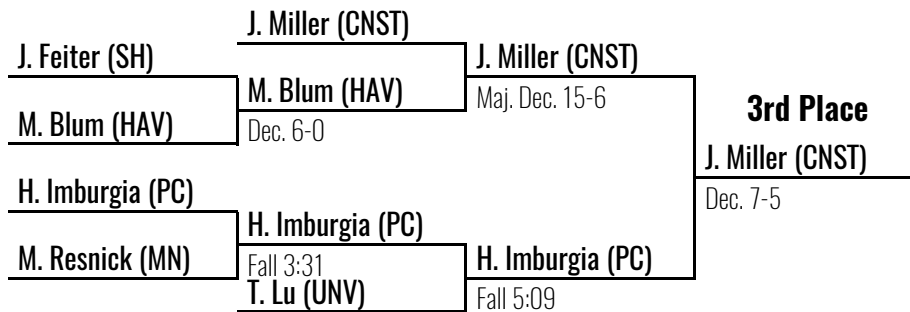 J. Miller (CNST)
J. Feiter (SH)
J. Miller (CNST)
M. Blum (HAV)
Maj. Dec. 15-6
3rd Place
M. Blum (HAV)
Dec. 6-0
J. Miller (CNST)
H. Imburgia (PC)
Dec. 7-5
H. Imburgia (PC)
M. Resnick (MN)
Fall 3:31
H. Imburgia (PC)
T. Lu (UNV)
Fall 5:09